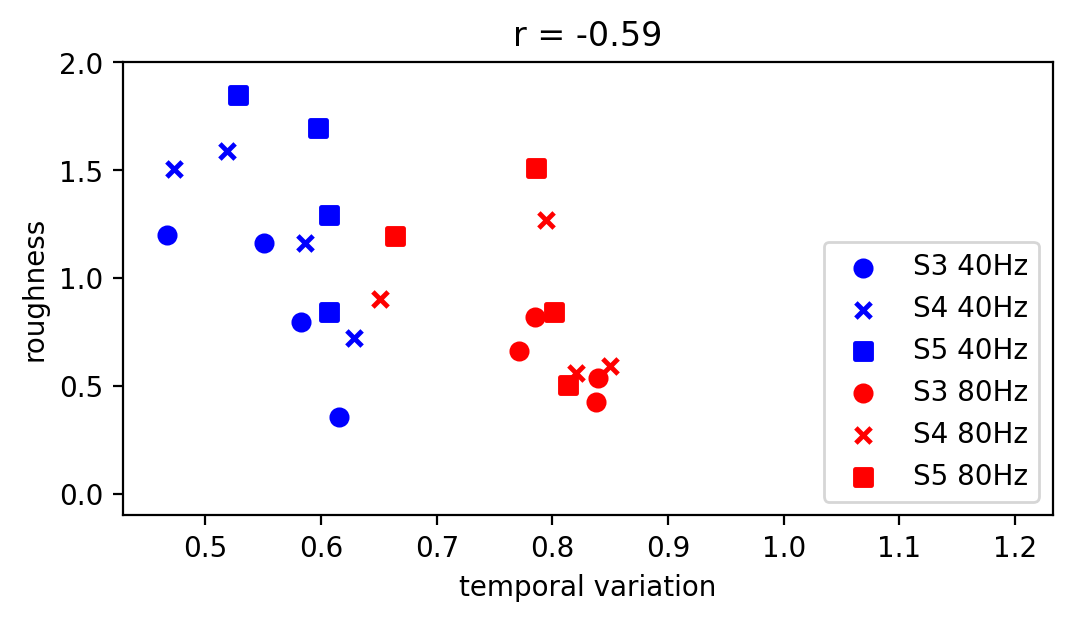 r = -0.59
2.0
1.5
1.0
0.5
0.0
roughness
S3 40Hz
S4 40Hz
S5 40Hz
S3 80Hz
S4 80Hz
S5 80Hz
0.5 0.6 0.7 0.8 0.9 1.0 1.1 1.2
temporal variation